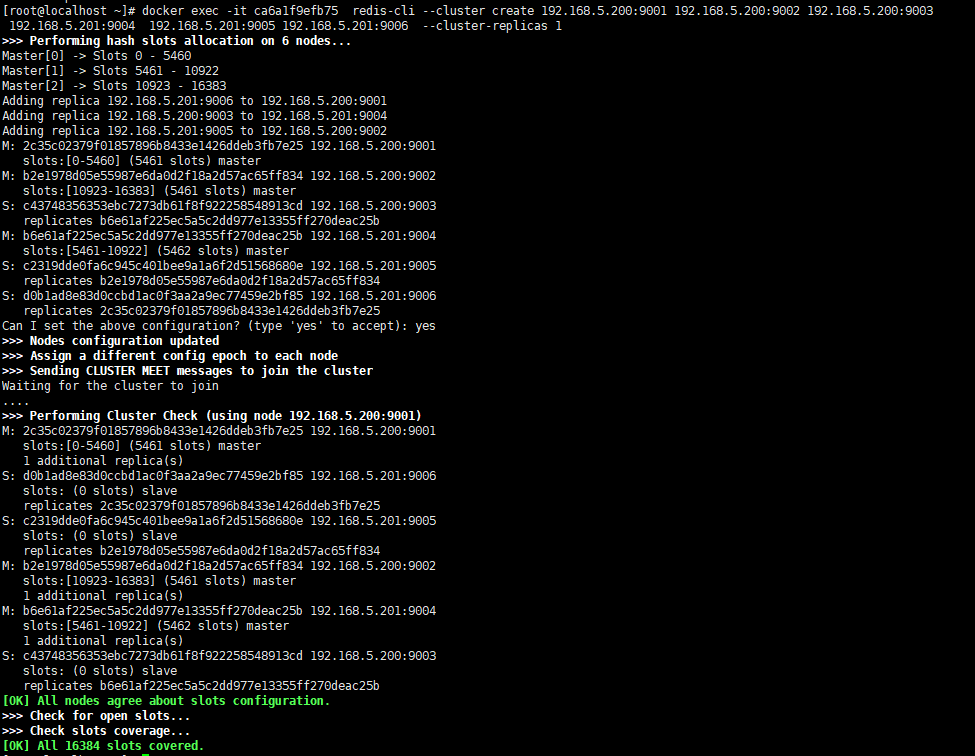 [root@localhost ~]# docker exec -it ca6a1f9efb75  redis-cli --cluster create 192.168.5.200:9001 192.168.5.200:9002 192.168.5.200:9003
 192.168.5.201:9004  192.168.5.201:9005 192.168.5.201:9006  --cluster-replicas 1
>>> Performing hash slots allocation on 6 nodes...
Master[0] -> Slots 0 - 5460
Master[1] -> Slots 5461 - 10922
Master[2] -> Slots 10923 - 16383
Adding replica 192.168.5.201:9006 to 192.168.5.200:9001
Adding replica 192.168.5.200:9003 to 192.168.5.201:9004
Adding replica 192.168.5.201:9005 to 192.168.5.200:9002
M: 2c35c02379f01857896b8433e1426ddeb3fb7e25 192.168.5.200:9001
   slots:[0-5460] (5461 slots) master
M: b2e1978d05e55987e6da0d2f18a2d57ac65ff834 192.168.5.200:9002
   slots:[10923-16383] (5461 slots) master
S: c43748356353ebc7273db61f8f922258548913cd 192.168.5.200:9003
   replicates b6e61af225ec5a5c2dd977e13355ff270deac25b
M: b6e61af225ec5a5c2dd977e13355ff270deac25b 192.168.5.201:9004
   slots:[5461-10922] (5462 slots) master
S: c2319dde0fa6c945c401bee9a1a6f2d51568680e 192.168.5.201:9005
   replicates b2e1978d05e55987e6da0d2f18a2d57ac65ff834
S: d0b1ad8e83d0ccbd1ac0f3aa2a9ec77459e2bf85 192.168.5.201:9006
   replicates 2c35c02379f01857896b8433e1426ddeb3fb7e25
Can I set the above configuration? (type 'yes' to accept): yes
>>> Nodes configuration updated
>>> Assign a different config epoch to each node
>>> Sending CLUSTER MEET messages to join the cluster
Waiting for the cluster to join
....
>>> Performing Cluster Check (using node 192.168.5.200:9001)
M: 2c35c02379f01857896b8433e1426ddeb3fb7e25 192.168.5.200:9001
   slots:[0-5460] (5461 slots) master
   1 additional replica(s)
S: d0b1ad8e83d0ccbd1ac0f3aa2a9ec77459e2bf85 192.168.5.201:9006
   slots: (0 slots) slave
   replicates 2c35c02379f01857896b8433e1426ddeb3fb7e25
S: c2319dde0fa6c945c401bee9a1a6f2d51568680e 192.168.5.201:9005
   slots: (0 slots) slave
   replicates b2e1978d05e55987e6da0d2f18a2d57ac65ff834
M: b2e1978d05e55987e6da0d2f18a2d57ac65ff834 192.168.5.200:9002
   slots:[10923-16383] (5461 slots) master
   1 additional replica(s)
M: b6e61af225ec5a5c2dd977e13355ff270deac25b 192.168.5.201:9004
   slots:[5461-10922] (5462 slots) master
   1 additional replica(s)
S: c43748356353ebc7273db61f8f922258548913cd 192.168.5.200:9003
   slots: (0 slots) slave
   replicates b6e61af225ec5a5c2dd977e13355ff270deac25b
[OK] All nodes agree about slots configuration.
>>> Check for open slots...
>>> Check slots coverage...
[OK] All 16384 slots covered.